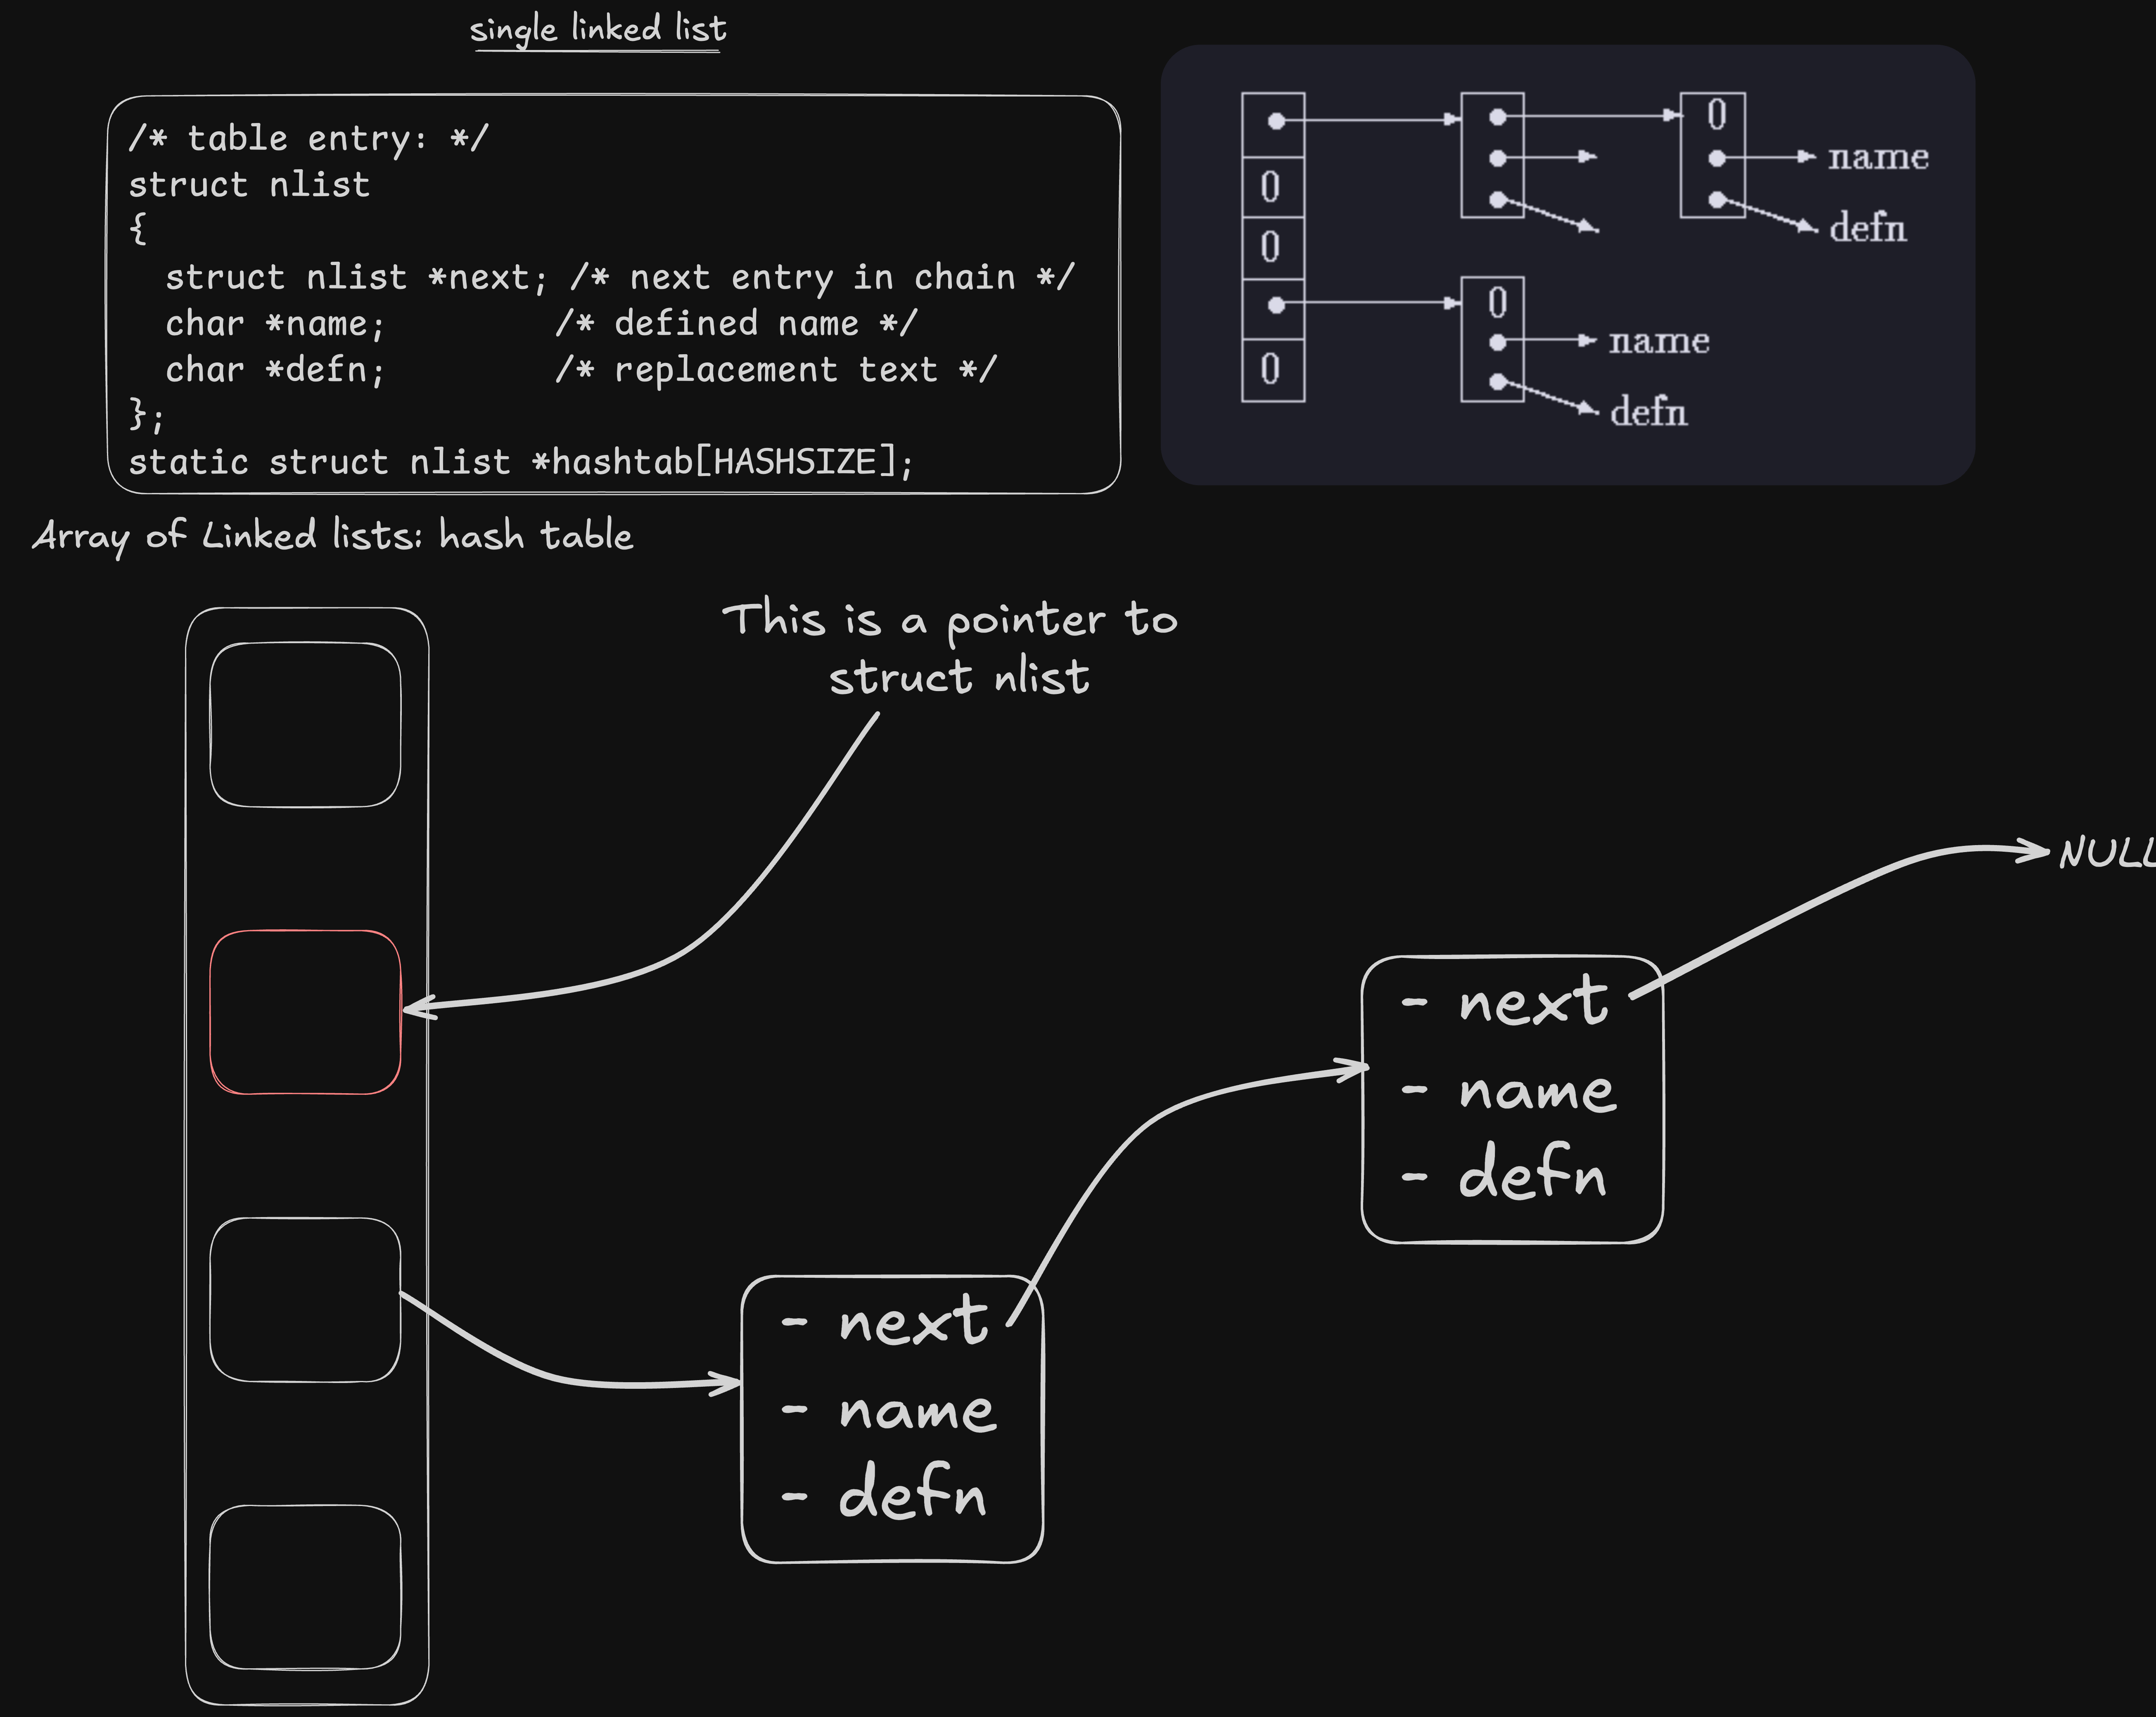 single linked list
/* table entry: */
struct nlist
{
struct nlist *next; /* next entry in chain */
char *name; /* defined name */
char *defn; /* replacement text */
};
static struct nlist *hashtab[HASHSIZE];
0
name
0
defn
0
0
name
0
defn
Array of Linked lists: hash table
This is a pointer to
struct nlist
NULL
- next
- name
- defn
- next
- name
- defn